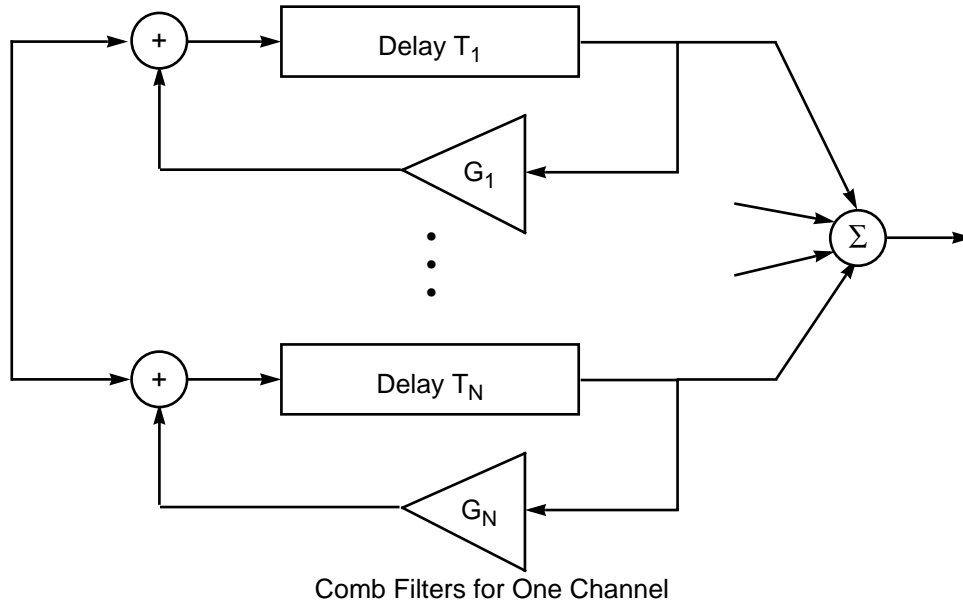 +
Delay T1
G1
Σ
+
Delay TN
GN
Comb Filters for One Channel